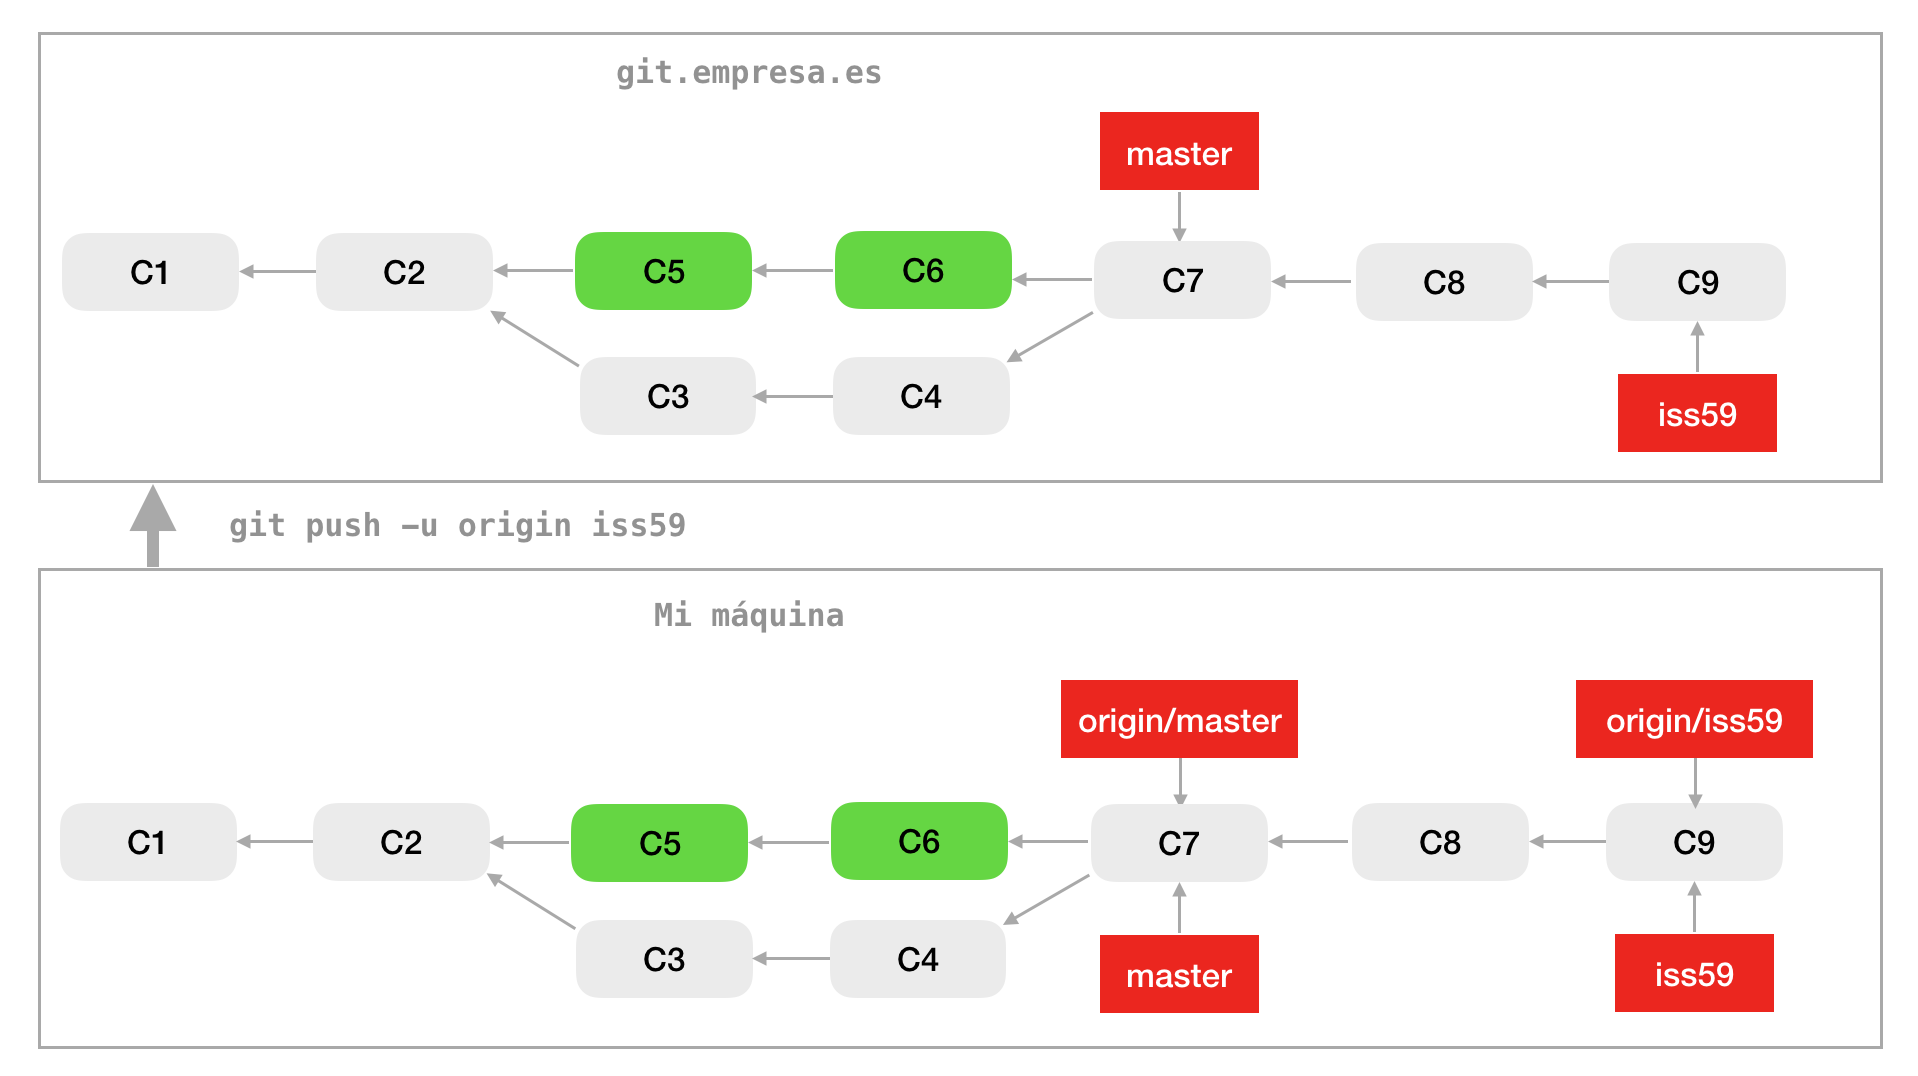 git.empresa.es
master
C1
C2
C5
C6
C7
C8
C9
C3
C4
iss59
git push -u origin iss59
Mi máquina
origin/master
origin/iss59
C1
C2
C5
C6
C7
C8
C9
C3
C4
master
iss59